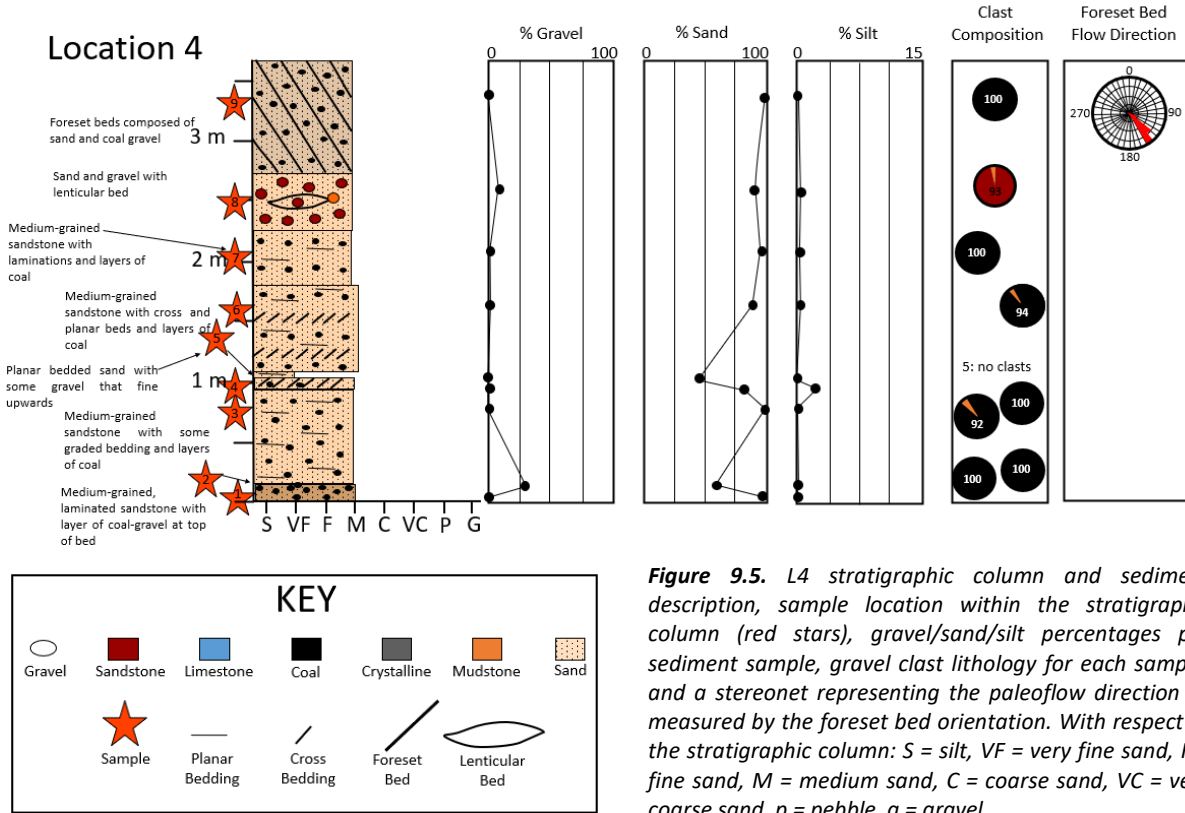 Location 4
% Gravel
0 100
% Sand
0 100
% Silt
0 15
Clast
Composition
Foreset Bed
Flow Direction
0
270 90
180
9
Foreset beds composed of
sand and coal gravel
3 m
100
Sand and gravel with
lenticular bed
8
93
Medium-grained
sandstone with
laminations and layers of
coal
2 m
7
100
Medium-grained
sandstone with cross and
planar beds and layers of
coal
6
94
5
Planar bedded sand with
some gravel that fine
upwards
1 m
4
5: no clasts
3
100
92
Medium-grained
sandstone with some
graded bedding and layers
of coal
2
100
100
Medium-grained,
laminated sandstone with
layer of coal-gravel at top
of bed
1
S VF F M C VC P G
KEY
Gravel Sandstone Limestone Coal Crystalline Mudstone Sand
Sample Planar Bedding Cross Bedding Foreset Bed Lenticular Bed
Figure 9.5. L4 stratigraphic column and sedime
description, sample location within the stratigraph
column (red stars), gravel/sand/silt percentages p
sediment sample, gravel clast lithology for each samp
and a stereonet representing the paleoflow direction
measured by the foreset bed orientation. With respect
the stratigraphic column: S = silt, VF = very fine sand,
fine sand, M = medium sand, C = coarse sand, VC = ve
coarse sand, p = pebble, g = gravel